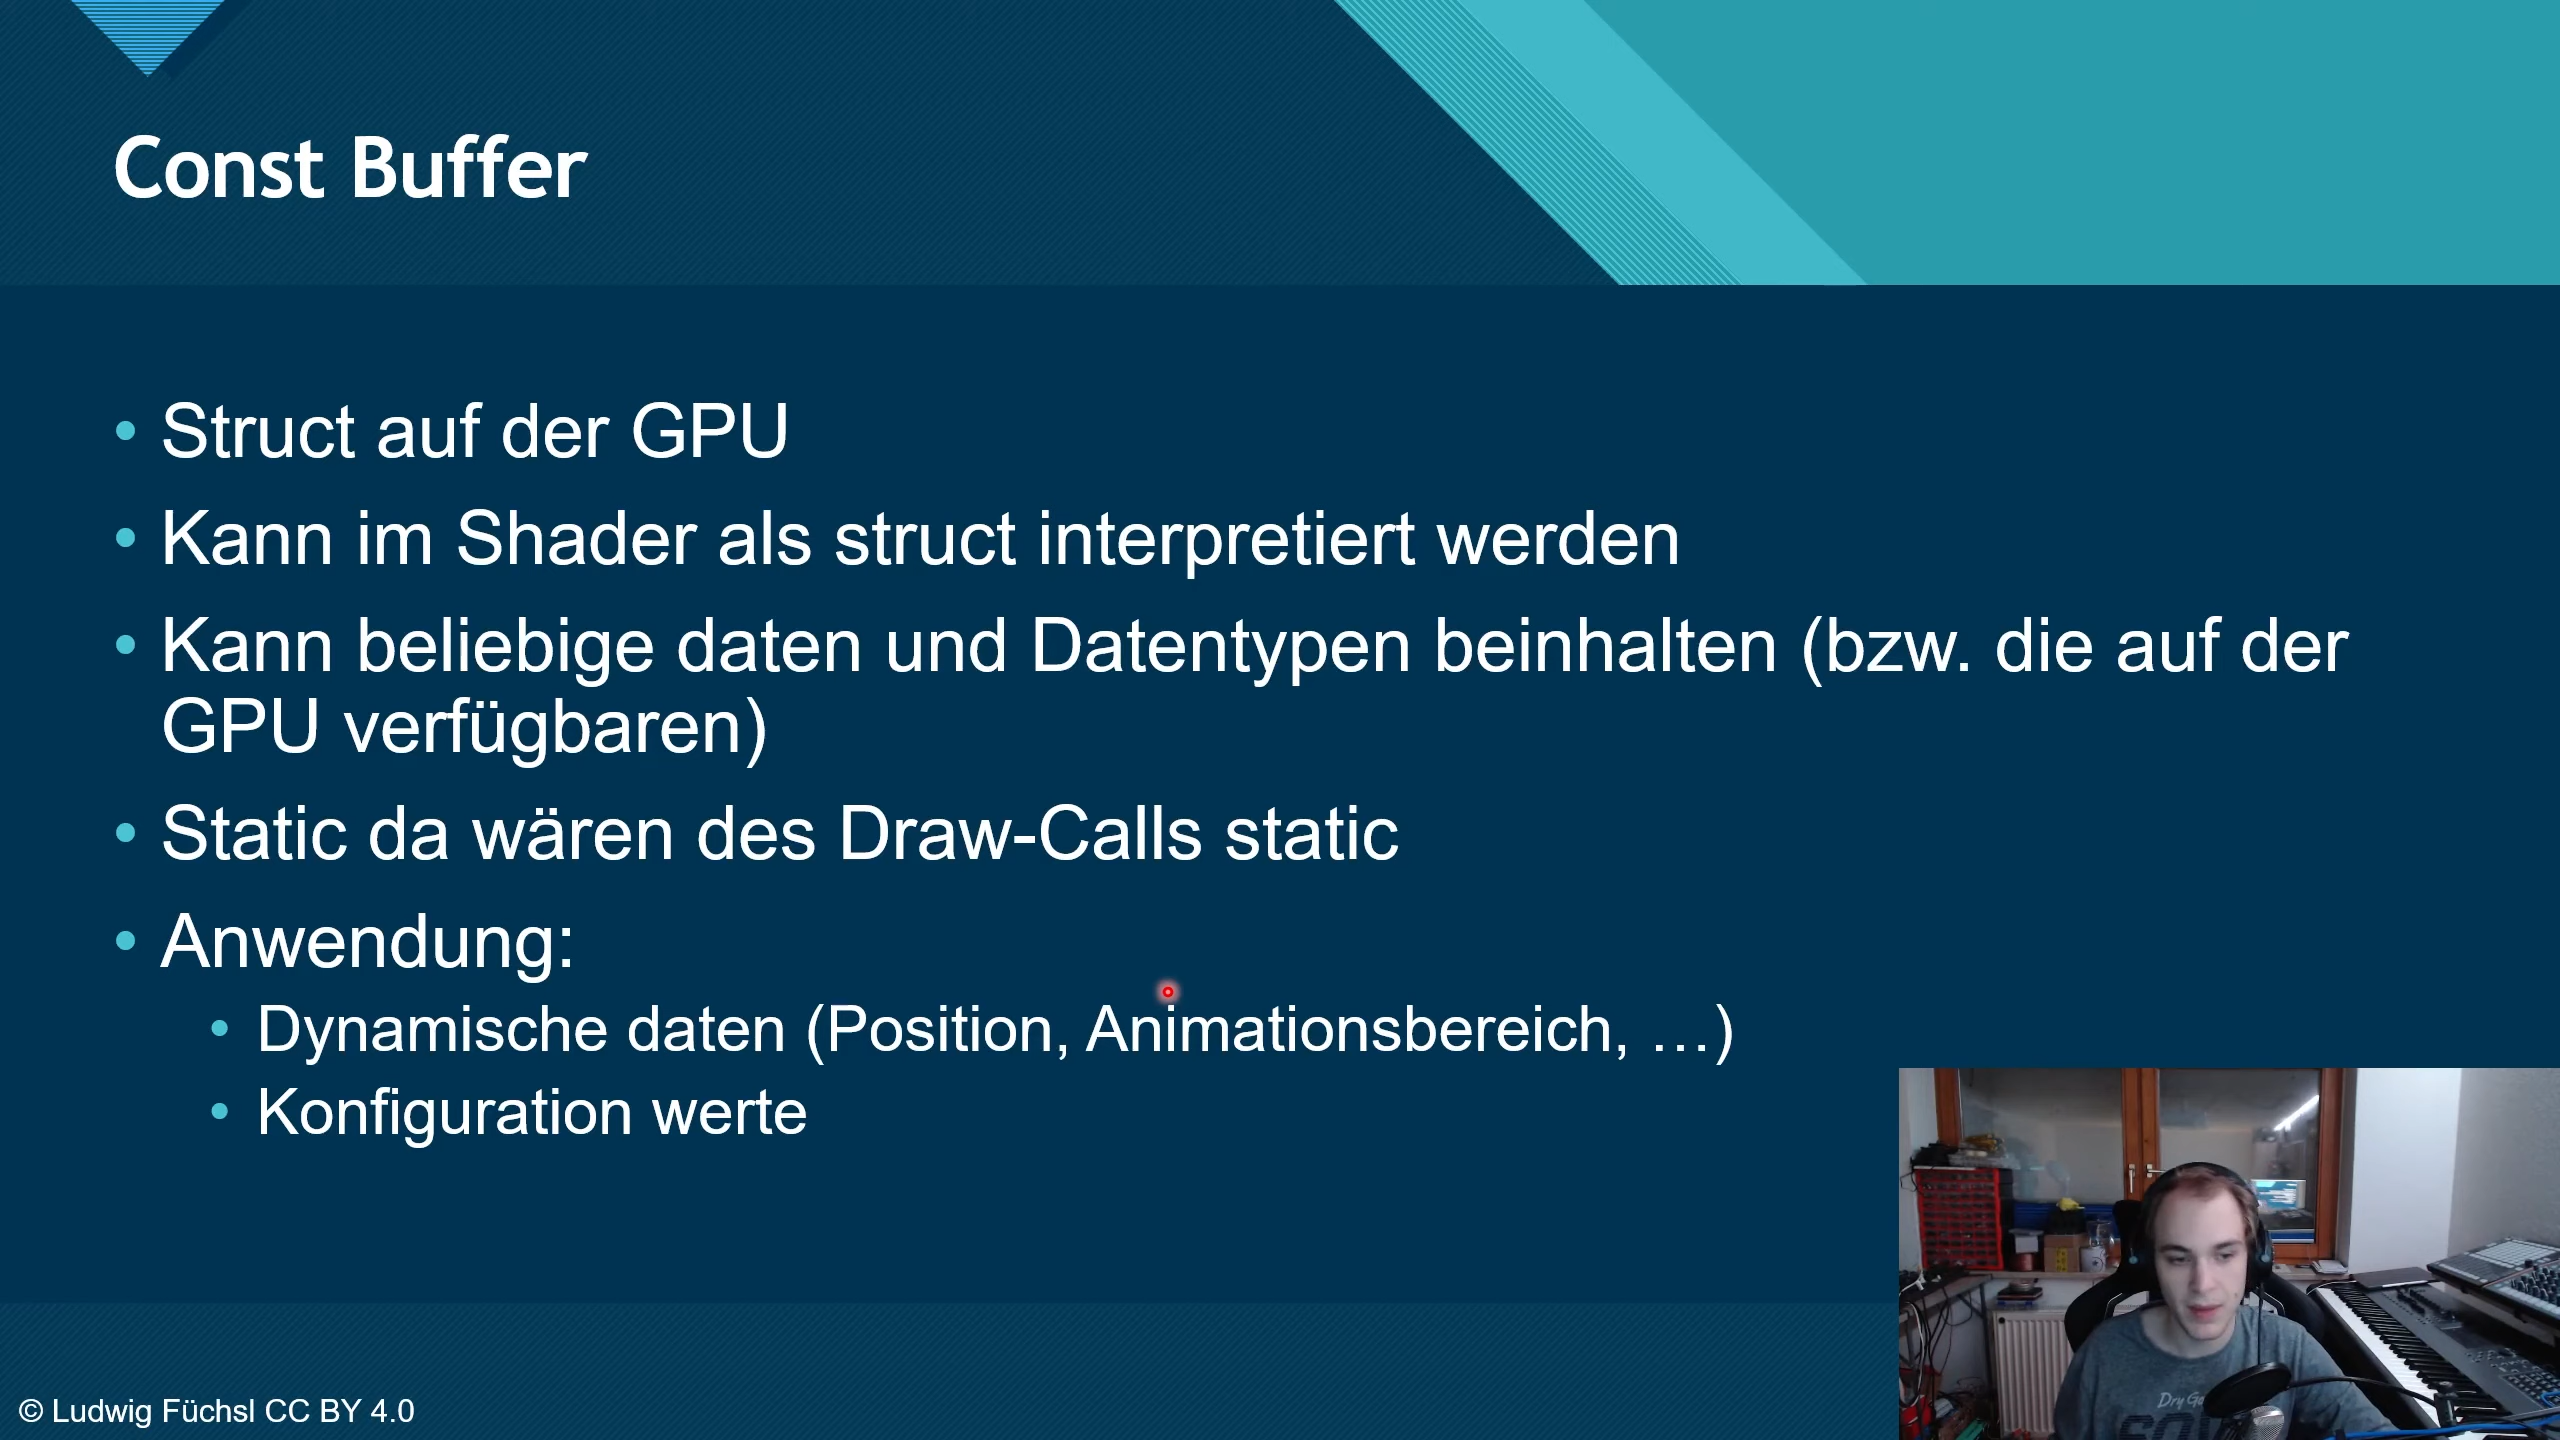 Const Buffer
• Struct auf der GPU
• Kann im Shader als struct interpretiert werden
• Kann beliebige daten und Datentypen beinhalten (bzw. die auf der
GPU verfügbaren)
• Static da wären des Draw-Calls static
• Anwendung:
• Dynamische daten (Position, Animationsbereich, …)
• Konfiguration werte
© Ludwig Füchsl CC BY 4.0